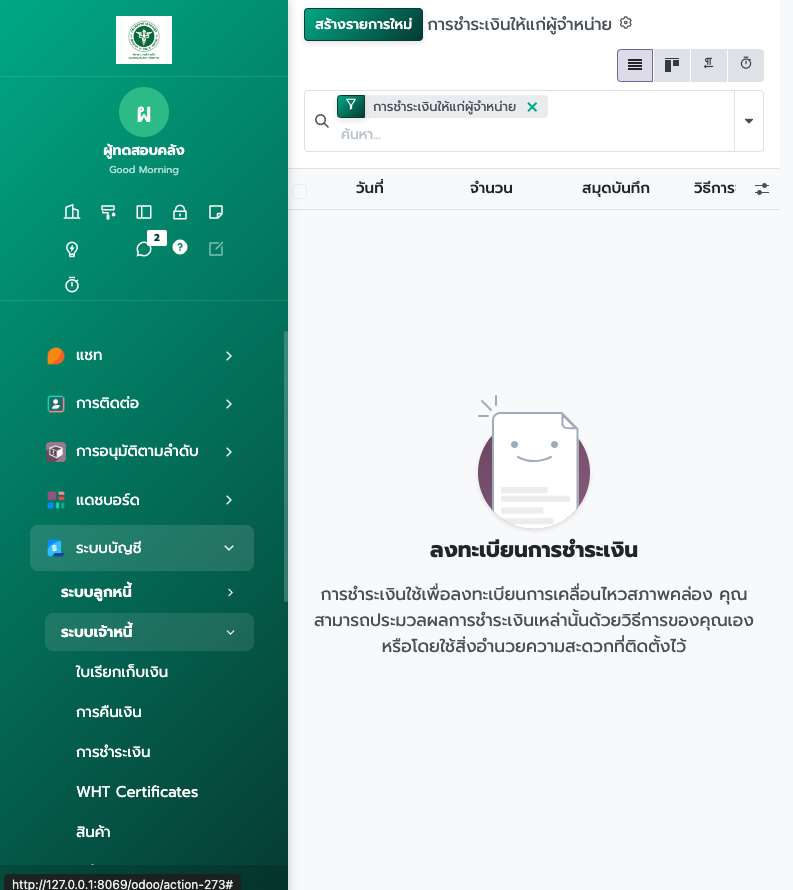 ผ
ผู้ทดสอบคลัง
Good Morning
2
?
แชท
การติดต่อ
การอนุมัติตามลำดับ
แดชบอร์ด
ระบบบัญชี
ระบบลูกหนี้
ระบบเจ้าหนี้
ใบเรียกเก็บเงิน
การคืนเงิน
การชำระเงิน
WHT Certificates
สินค้า
http://127.0.0.1:8069/odoo/action-273#
สร้างรายการใหม่ การชำระเงินให้แก่ผู้จำหน่าย
การชำระเงินให้แก่ผู้จำหน่าย
ค้นหา...
วันที่ จำนวน สมุดบันทึก วิธีการ
ลงทะเบียนการชำระเงิน
การชำระเงินใช้เพื่อลงทะเบียนการเคลื่อนไหวสภาพคล่อง คุณ
สามารถประมวลผลการชำระเงินเหล่านั้นด้วยวิธีการของคุณเอง
หรือโดยใช้สิ่งอำนวยความสะดวกที่ติดตั้งไว้